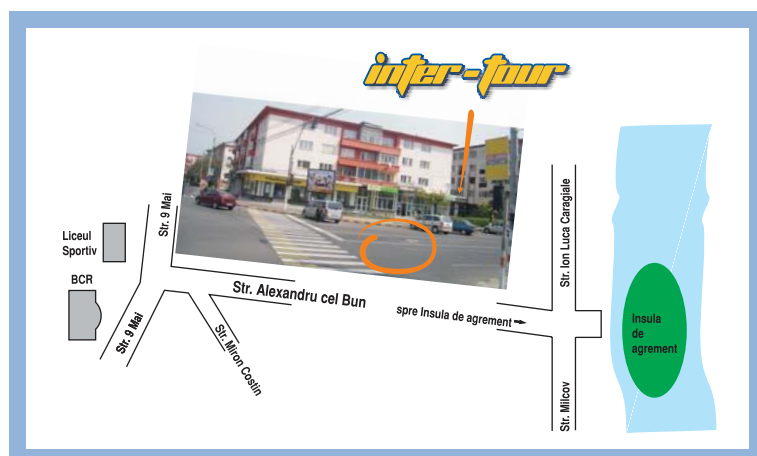 inter-tour
Str. 9 Mai
Liceul
Sportiv
BCR
Str. 9 Mai
Str. Alexandru cel Bun
Str. Miron Costin
spre Insula de agrement
Str. Ion Luca Caragiale
Str. Milcov
Insula
de
agrement